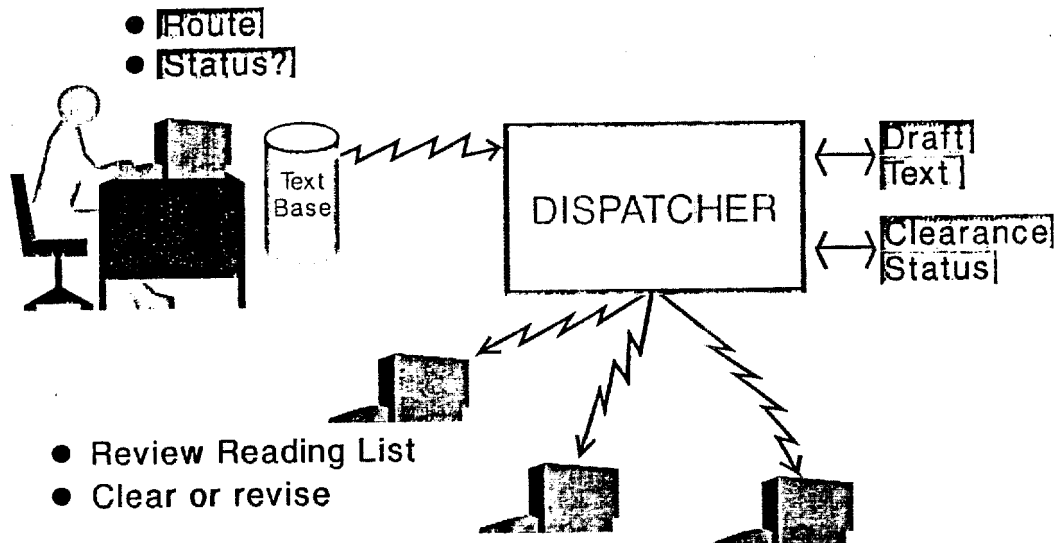 ● Route
● Status?
Text
Base
DISPATCHER
Draft
Text
Clearance
Status
● Review Reading List
● Clear or revise